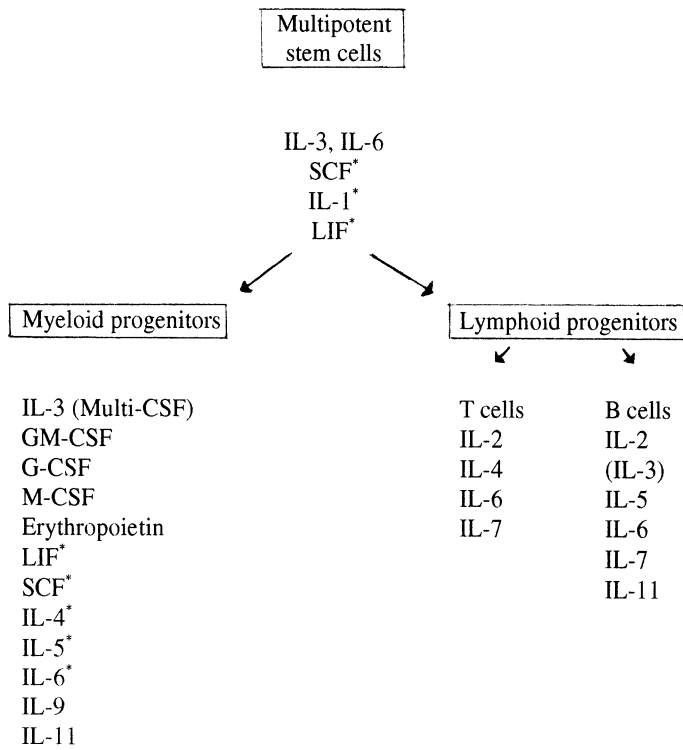 Multipotent
stem cells
IL-3, IL-6
SCF*
IL-1*
LIF*
Myeloid progenitors
Lymphoid progenitors
IL-3 (Multi-CSF)
GM-CSF
G-CSF
M-CSF
Erythropoietin
LIF*
SCF*
IL-4*
IL-5*
IL-6*
IL-9
IL-11
T cells
IL-2
IL-4
IL-6
IL-7
B cells
IL-2
(IL-3)
IL-5
IL-6
IL-7
IL-11